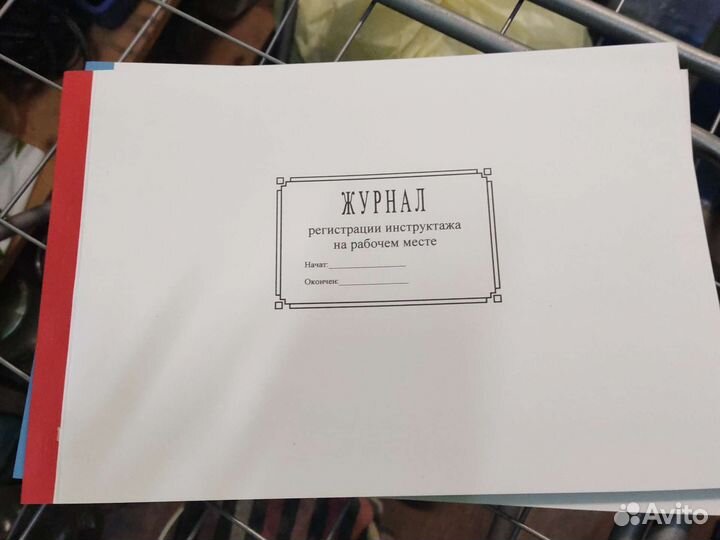 ЖУРНАЛ
регистрации инструктажа
на рабочем месте
Начат:
Окончен:
Avito